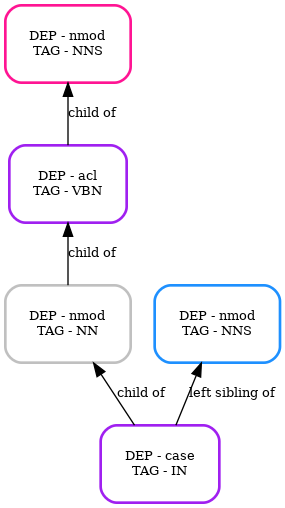 DEP - nmod
TAG - NNS
child of
DEP - acl
TAG - VBN
child of
DEP - nmod
TAG - NN
DEP - nmod
TAG - NNS
child of
left sibling of
DEP - case
TAG - IN